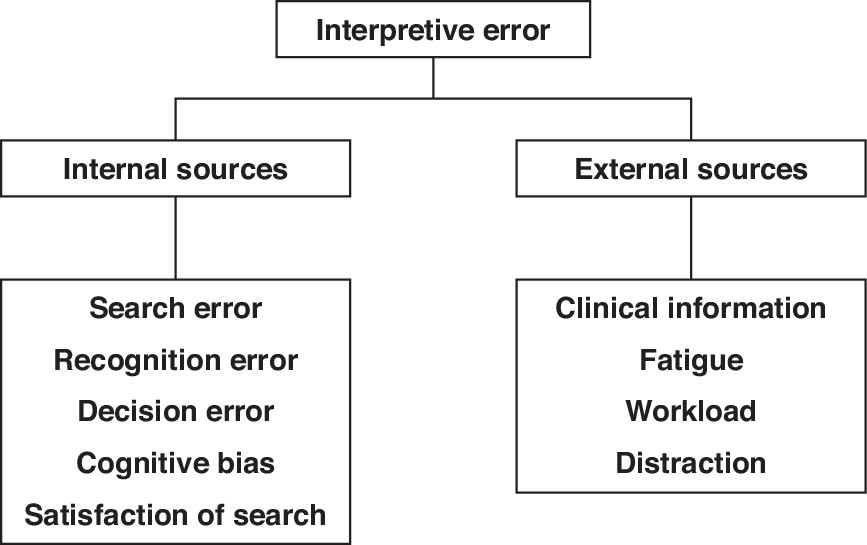 Interpretive error
Internal sources
External sources
Search error
Recognition error
Decision error
Cognitive bias
Satisfaction of search
Clinical information
Fatigue
Workload
Distraction